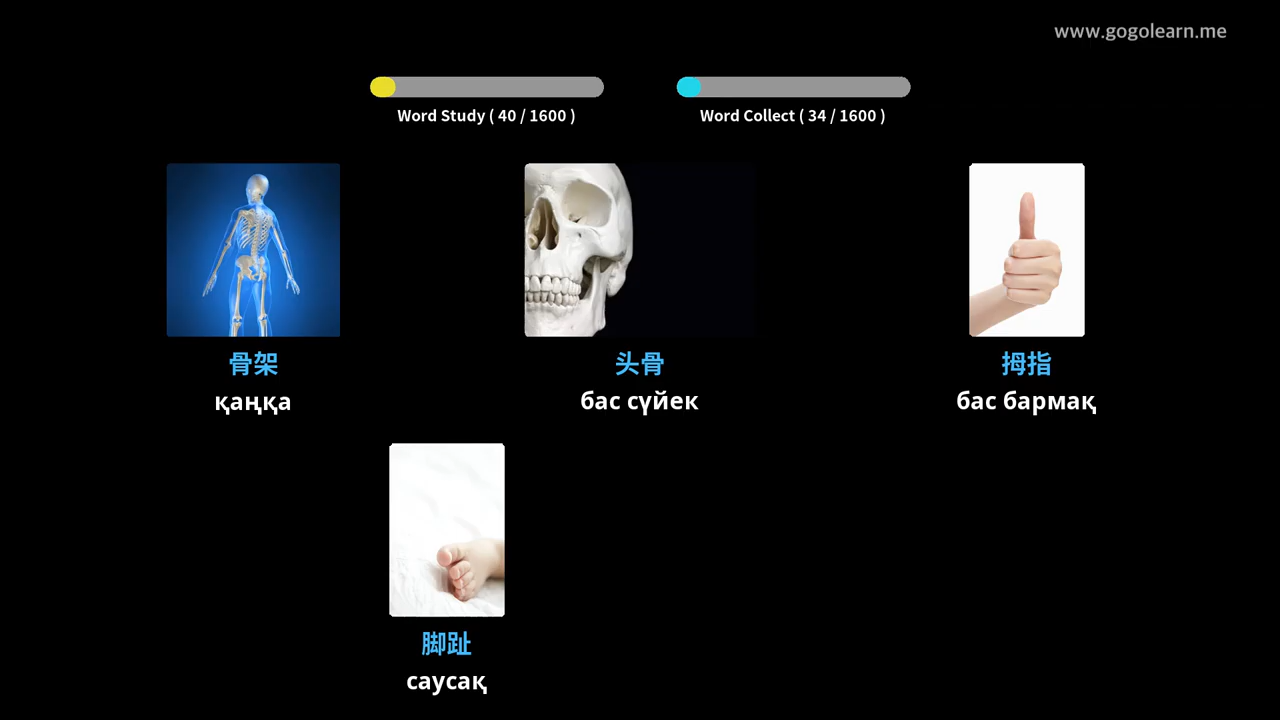 www.gogolearn.me
Word Study ( 40 / 1600 )
Word Collect ( 34 / 1600 )
骨架
头骨
拇指
қаңқа
бас сүйек
бас бармақ
脚趾
саусақ